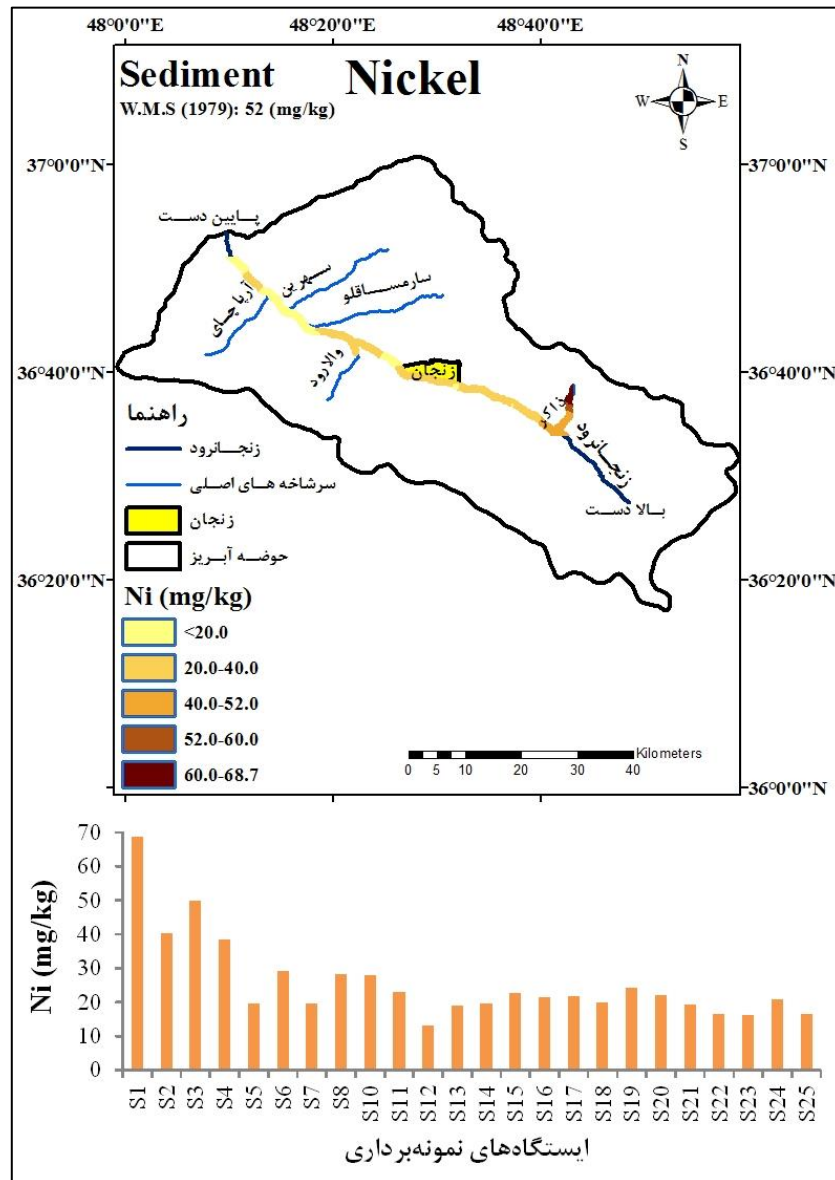 48°0'0"E 48°20'0"E 48°40'0"E
Sediment
Nickel
W.M.S (1979): 52 (mg/kg)
N
W E
S
37°0'0"N 37°0'0"N
پایین دست
سهرین
سارمساقلو
آرپاچای
والارود
36°40'0"N 36°40'0"N
زنجان
ذاکر
زنجانرود
بالا دست
راهنما
زنجانرود
سرشاخه های اصلی
زنجان
حوضه آبریز
36°20'0"N 36°20'0"N
Ni (mg/kg)
<20.0
20.0-40.0
40.0-52.0
52.0-60.0
60.0-68.7
Kilometers
0 5 10 20 30 40
36°0'0"N
Ni (mg/kg)
70
60
50
40
30
20
10
0
S1 S2 S3 S4 S5 S6 S7 S8 S10 S11 S12 S13 S14 S15 S16 S17 S18 S19 S20 S21 S22 S23 S24 S25
ایستگاه‌های نمونه‌برداری